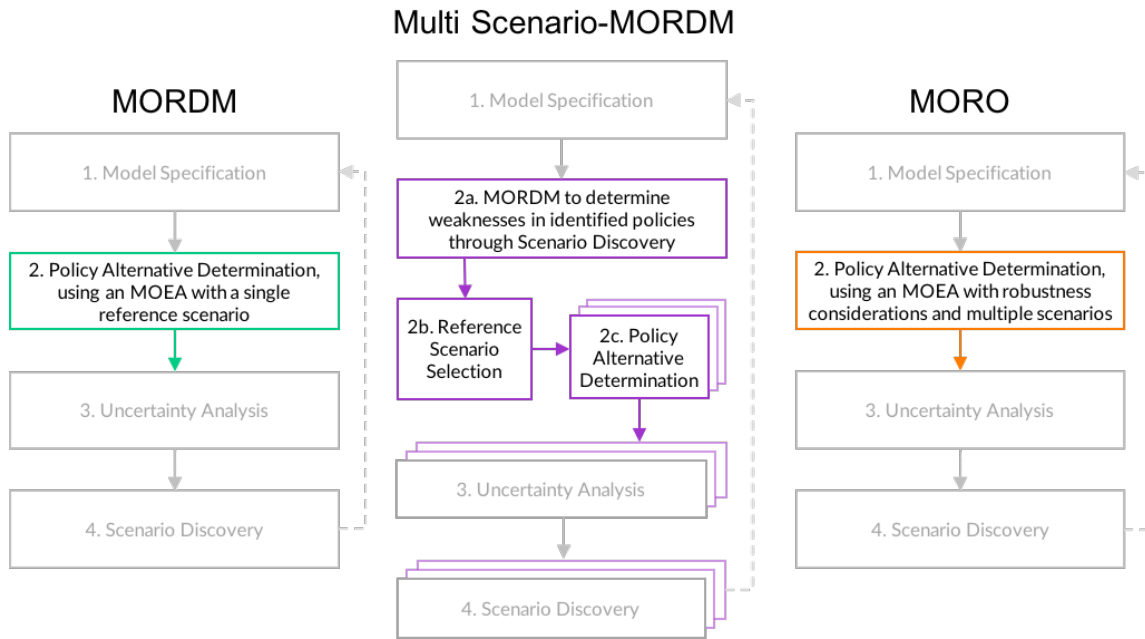 Multi Scenario-MORDM
MORDM
MORO
1. Model Specification
2. Policy Alternative Determination,
using an MOEA with a single
reference scenario
3. Uncertainty Analysis
4. Scenario Discovery
1. Model Specification
2a. MORDM to determine
weaknesses in identified policies
through Scenario Discovery
2b. Reference
Scenario
Selection
2c. Policy
Alternative
Determination
3. Uncertainty Analysis
4. Scenario Discovery
1. Model Specification
2. Policy Alternative Determination,
using an MOEA with robustness
considerations and multiple scenarios
3. Uncertainty Analysis
4. Scenario Discovery